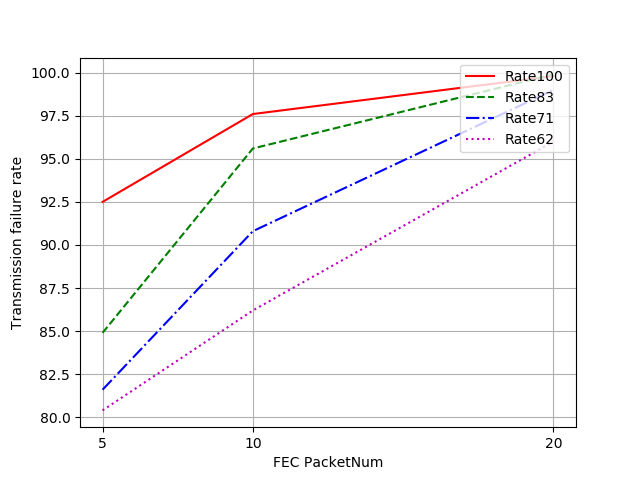 100.0
97.5
95.0
92.5
90.0
87.5
85.0
82.5
80.0
Transmission failure rate
Rate100
Rate83
Rate71
Rate62
5
10
20
FEC PacketNum